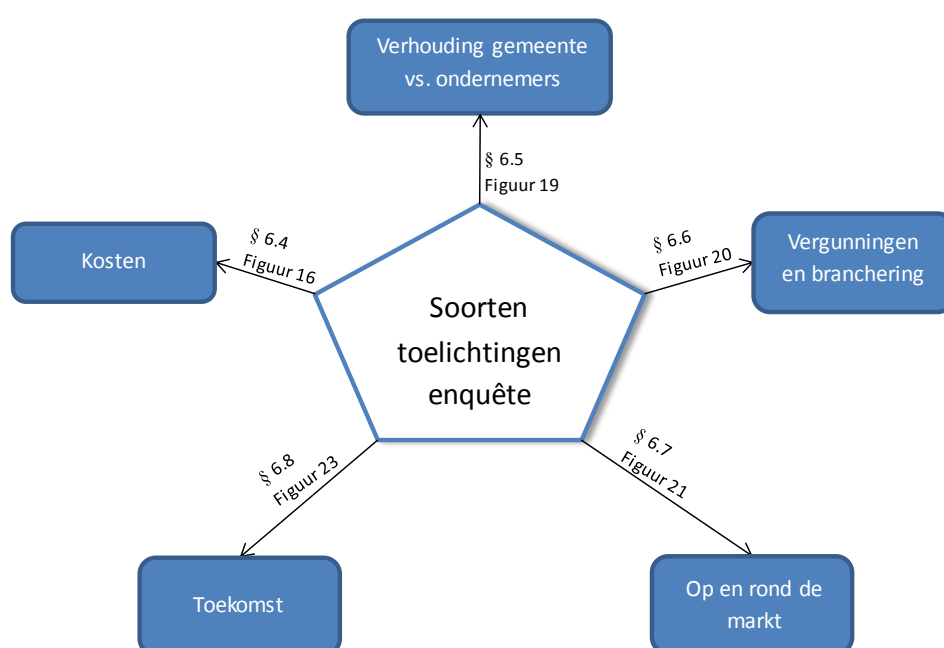 Verhouding gemeente
vs. ondernemers
§ 6.5
Figuur 19
Kosten
§ 6.4
Figuur 16
§ 6.6
Figuur 20
Vergunningen
en branchering
Soorten
toelichtingen
enquête
§ 6.8
Figuur 23
§ 6.7
Figuur 21
Toekomst
Op en rond de
markt